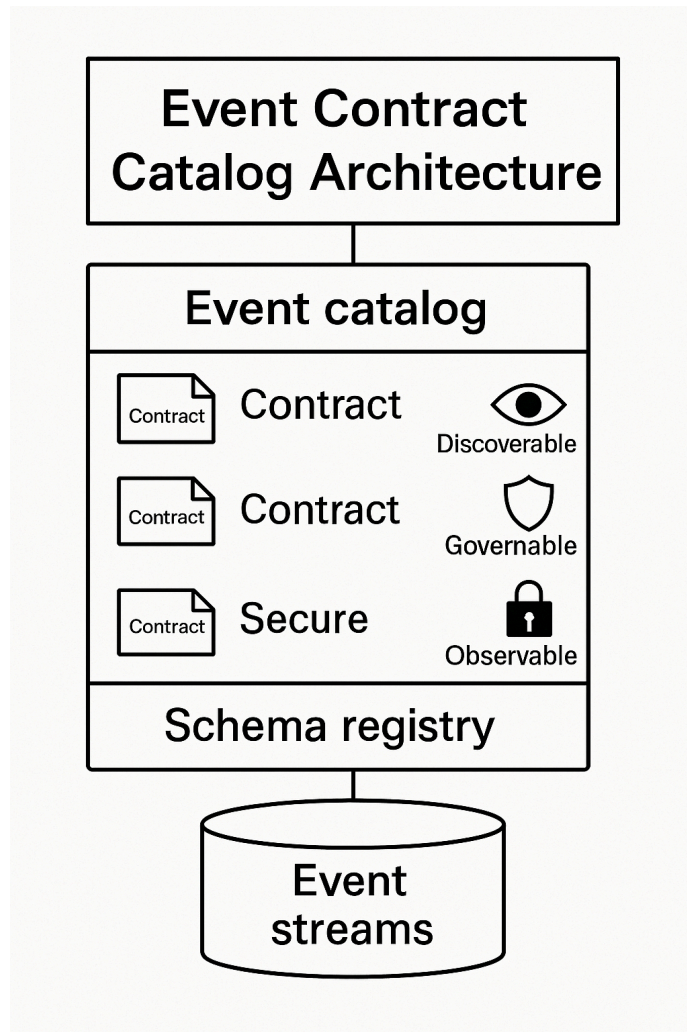 Event Contract
Catalog Architecture
Event catalog
Contract
Contract
Discoverable
Contract
Contract
Governable
Contract
Secure
Observable
Schema registry
Event
streams